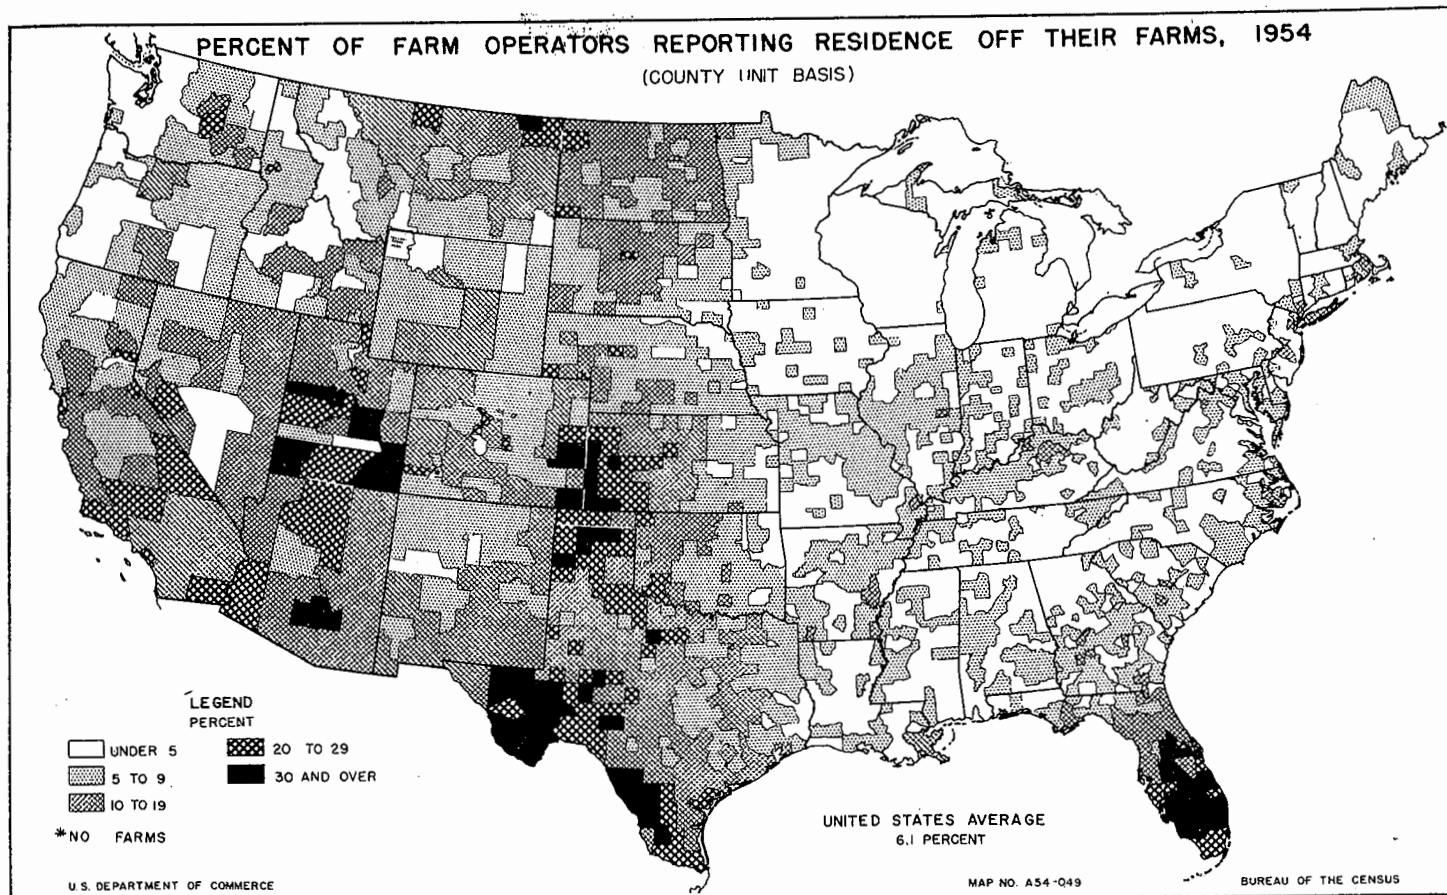 PERCENT OF FARM OPERATORS REPORTING RESIDENCE OFF THEIR FARMS, 1954
(COUNTY UNIT BASIS)
LEGEND
PERCENT
UNDER 5
5 TO 9
10 TO 19
20 TO 29
30 AND OVER
*NO FARMS
UNITED STATES AVERAGE
6.1 PERCENT
U.S. DEPARTMENT OF COMMERCE
MAP NO. A54-049
BUREAU OF THE CENSUS